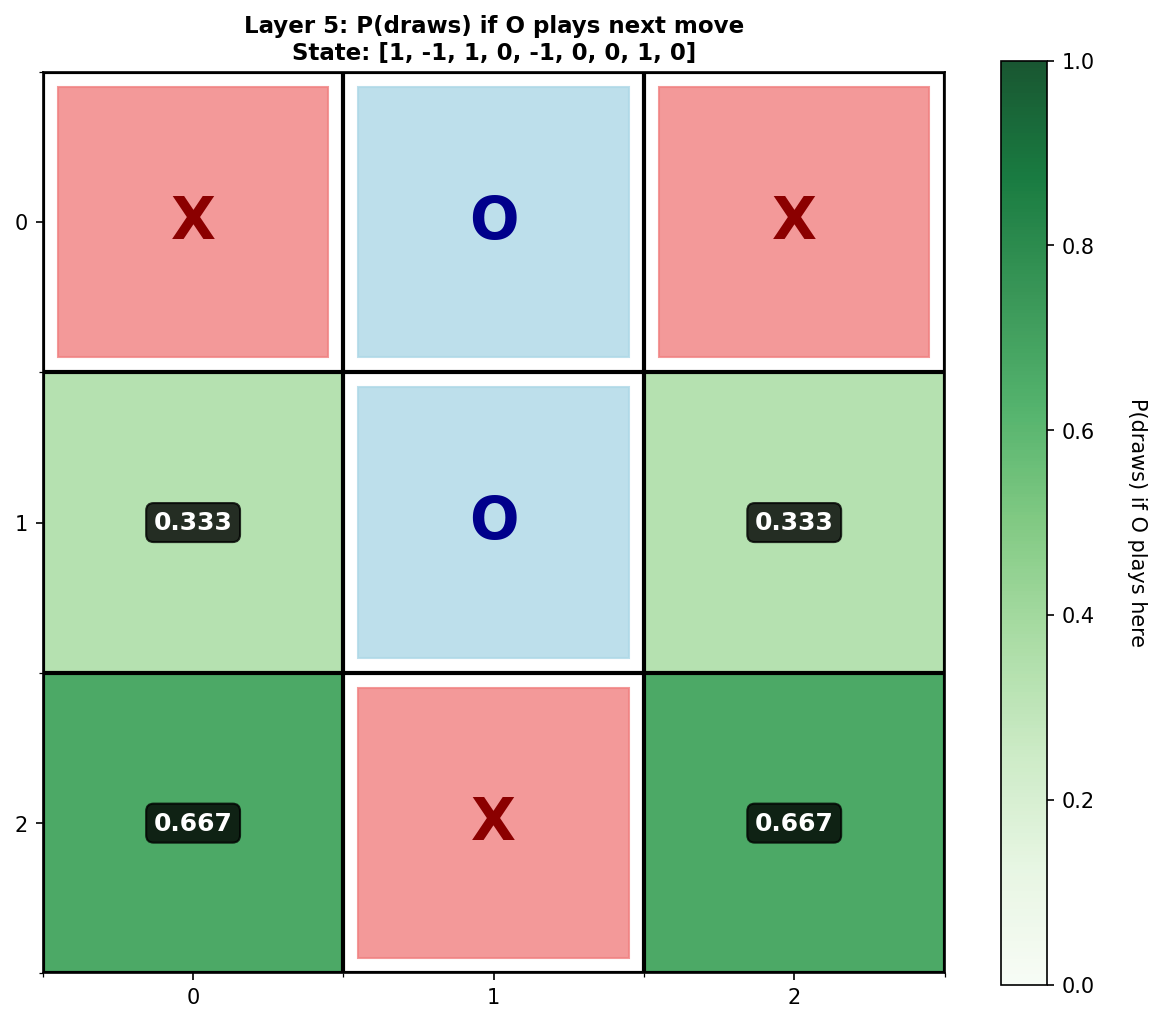 Layer 5: P(draws) if O plays next move
State: [1, -1, 1, 0, -1, 0, 0, 1, 0]
X O X
0.333 O 0.333
0.667 X 0.667
0
1
2
0 1 2
1.0
0.8
0.6
0.4
0.2
0.0
P(draws) if O plays here